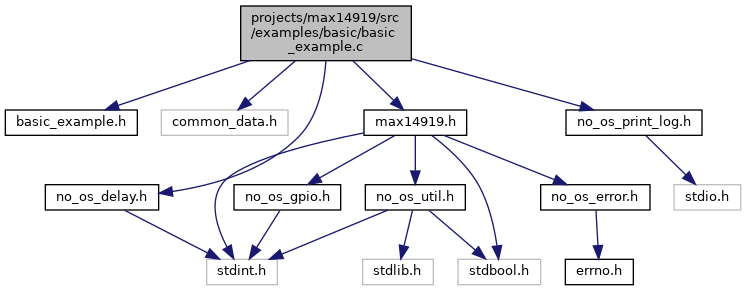 projects/max14919/src
/examples/basic/basic
_example.c
basic_example.h
common_data.h
max14919.h
no_os_print_log.h
no_os_delay.h
no_os_gpio.h
no_os_util.h
no_os_error.h
stdio.h
stdint.h
stdlib.h
stdbool.h
errno.h